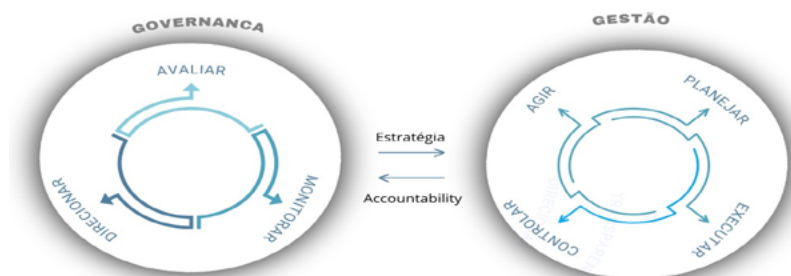 GOVERNANCA
AVALIAR
MONITORAR
DIRECIONAR
Estratégia
Accountability
GESTÃO
AGIR
PLANEJAR
EXECUTAR
CONTROLAR